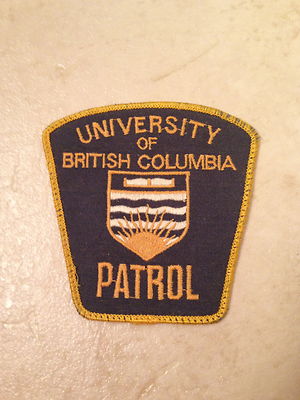 UNIVERSITY
OF
BRITISH COLUMBIA
PATROL